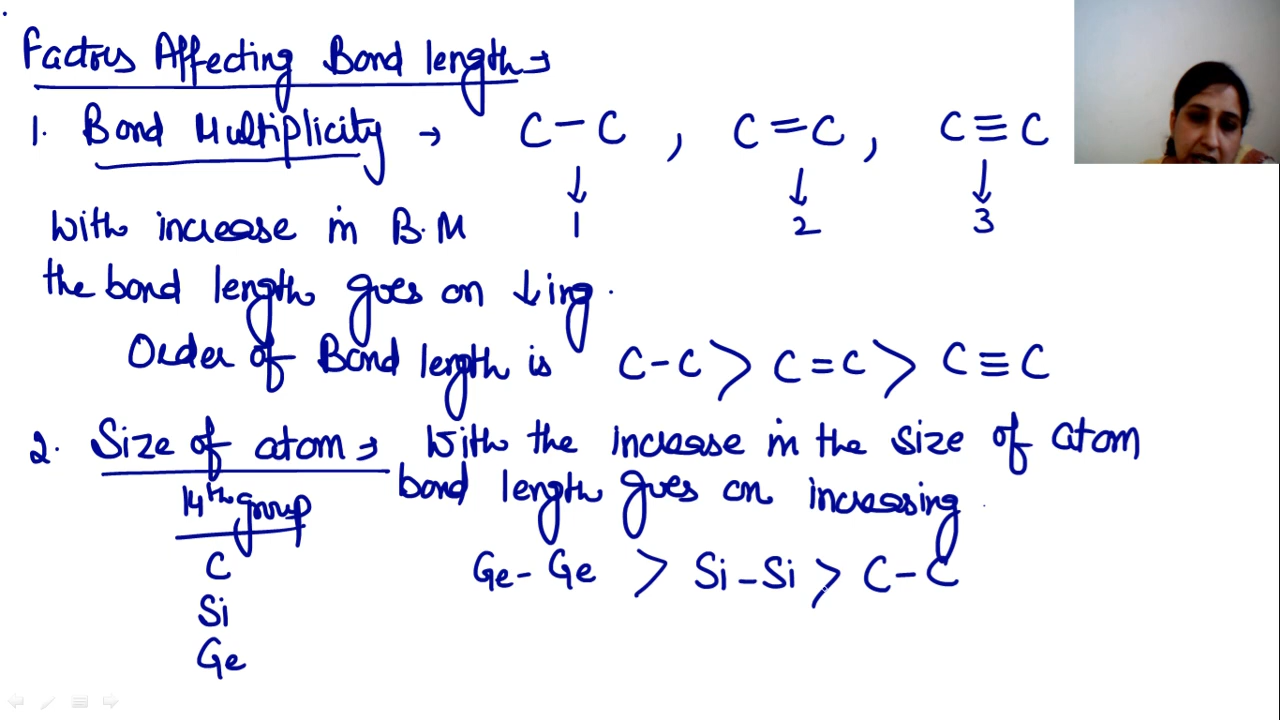 Factors Affecting Bond length →
1. Bond Multiplicity → C – C , C = C , C ≡ C
↓ ↓ ↓
1 2 3
With increase in B.M
the bond length goes on ↓ing.
Order of Bond length is C – C > C = C > C ≡ C
2. Size of atom → With the increase in the size of atom
bond length goes on increasing
14th group
C
Si
Ge
Ge – Ge > Si – Si > C – C